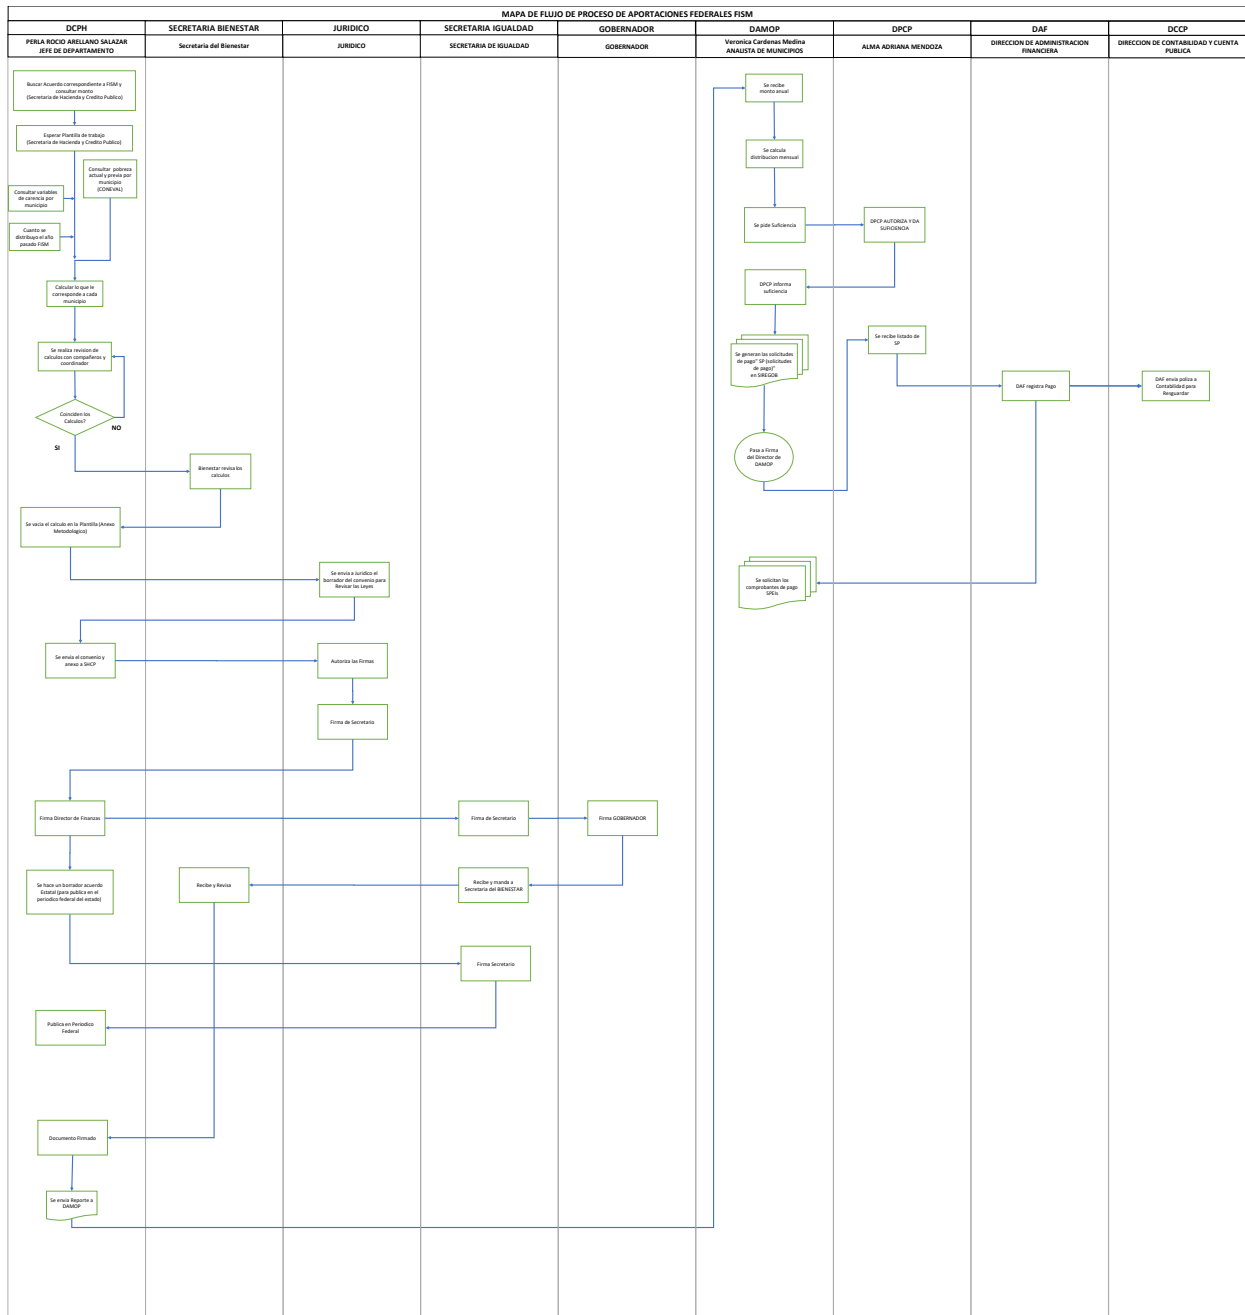 MAPA DE FLUJO DE PROCESO DE APORTACIONES FEDERALES FISM
DCPH
SECRETARIA BIENESTAR
JURIDICO
SECRETARIA IGUALDAD
GOBERNADOR
DAMOP
DPCP
DAF
DCCP
PERLA ROCIO ARELLANO SALAZAR
JEFE DE DEPARTAMENTO
Secretaria del Bienestar
JURIDICO
SECRETARIA DE IGUALDAD
GOBERNADOR
Veronica Cardenas Medina
ANALISTA DE MUNICIPIOS
ALMA ADRIANA MENDOZA
DIRECCION DE ADMINISTRACION
FINANCIERA
DIRECCION DE CONTABILIDAD Y CUENTA
PUBLICA
Buscar Acuerdo correspondiente a FISM y
consultar monto
(Secretaria de Hacienda y Credito Publico)
Esperar Plantilla de trabajo
(Secretaria de Hacienda y Credito Publico)
Consultar pobreza
actual y previa por
municipio
(CONEVAL)
Consultar variables
de carencia por
municipio
Cuanto se
distribuyo el año
pasado FISM
Calcular lo que le
corresponde a cada
municipio
Se realiza revision de
calculos con compañeros y
coordinador
Coinciden los
Calculos?
NO
SI
Bienestar revisa los
calculos
Se vacia el calculo en la Plantilla (Anexo
Metodologico)
Se envia a Juridico el
borrador del convenio para
Revisar las Leyes
Se envia el convenio y
anexo a SHCP
Autoriza las Firmas
Firma de Secretario
Firma Director de Finanzas
Firma de Secretario
Firma GOBERNADOR
Se hace un borrador acuerdo
Estatal (para publica en el
periodico federal del estado)
Recibe y Revisa
Recibe y manda a
Secretaria del BIENESTAR
Firma Secretario
Publica en Periodico
Federal
Documento Firmado
Se envia Reporte a
DAMOP
Se recibe
monto anual
Se calcula
distribucion mensual
Se pide Suficiencia
DPCP AUTORIZA Y DA
SUFICIENCIA
DPCP informa
suficiencia
Se generan las solicitudes
de pago" SP (solicitudes
de pago)"
en SIREGOB
Se recibe listado de
SP
DAF registra Pago
DAF envia poliza a
Contabilidad para
Resguardar
Pasa a Firma
del Director de
DAMOP
Se solicitan los
comprobantes de pago
SPEIs